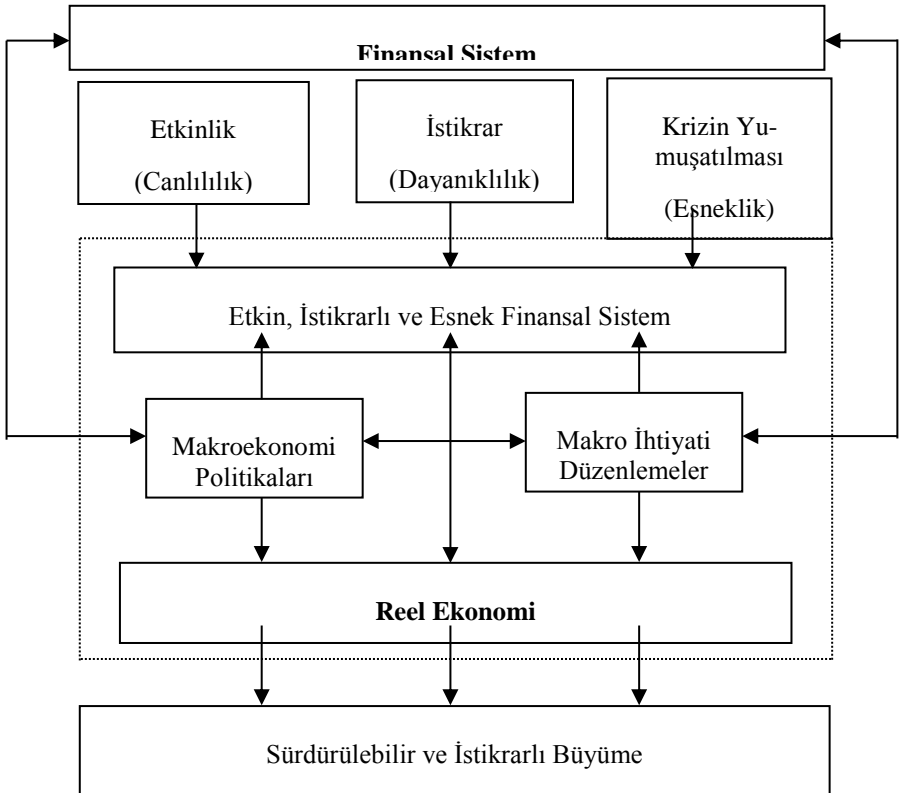 Finansal Sistem
Etkinlik
(Canlılılık)
İstikrar
(Dayanıklılık)
Krizin Yu-
muşatılması
(Esneklik)
Etkin, İstikrarlı ve Esnek Finansal Sistem
Makroekonomi
Politikaları
Makro İhtiyati
Düzenlemeler
Reel Ekonomi
Sürdürülebilir ve İstikrarlı Büyüme